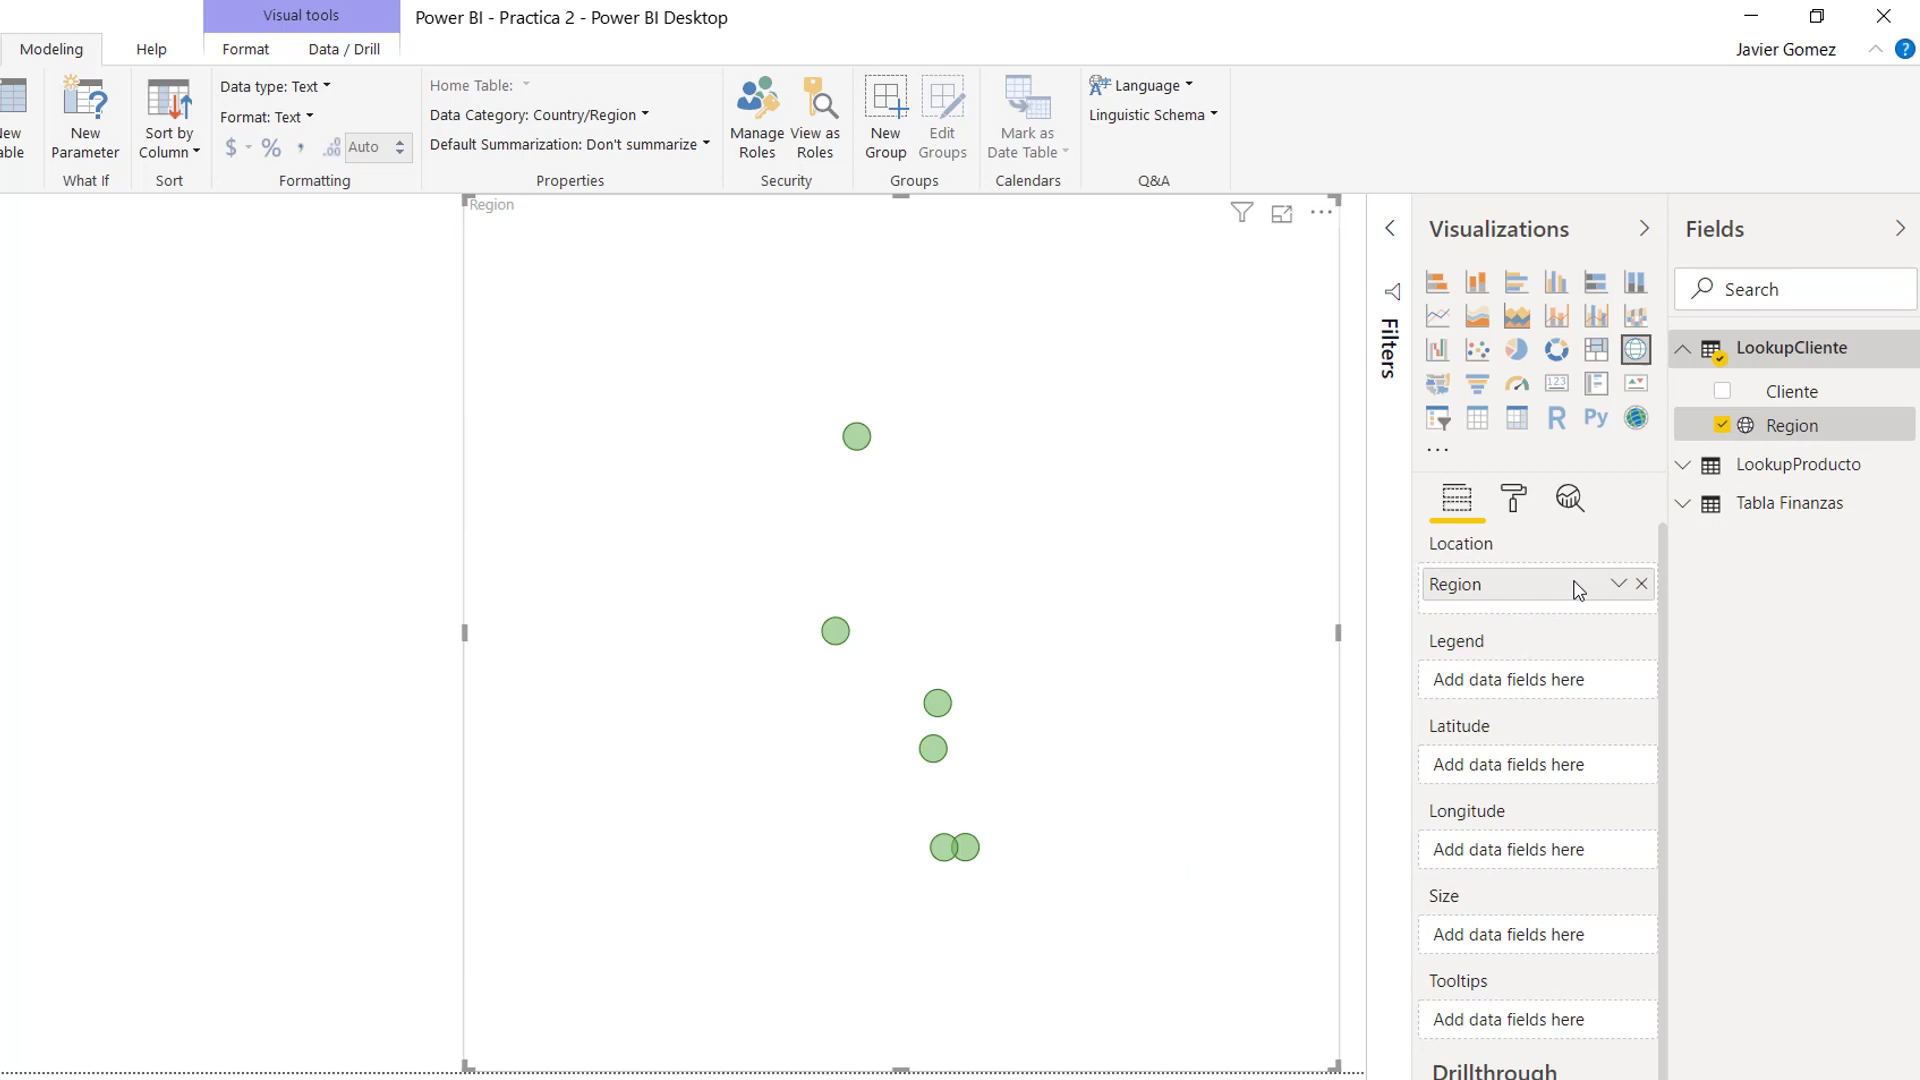 Visual tools
Power BI - Practica 2 - Power BI Desktop
Modeling
Help
Format
Data / Drill
Javier Gomez
?
New
Parameter
What If
Sort by
Column
Sort
Data type: Text
Format: Text
$
%
,
.00
Auto
Formatting
Home Table:
Data Category: Country/Region
Default Summarization: Don't summarize
Properties
Manage
Roles
View as
Roles
Security
New
Group
Edit
Groups
Groups
Mark as
Date Table
Calendars
Language
Linguistic Schema
Q&A
Region
Filters
Visualizations
123
R
Py
Location
Region
Legend
Add data fields here
Latitude
Add data fields here
Longitude
Add data fields here
Size
Add data fields here
Tooltips
Add data fields here
Drillthrough
Fields
Search
LookupCliente
Cliente
Region
LookupProducto
Tabla Finanzas